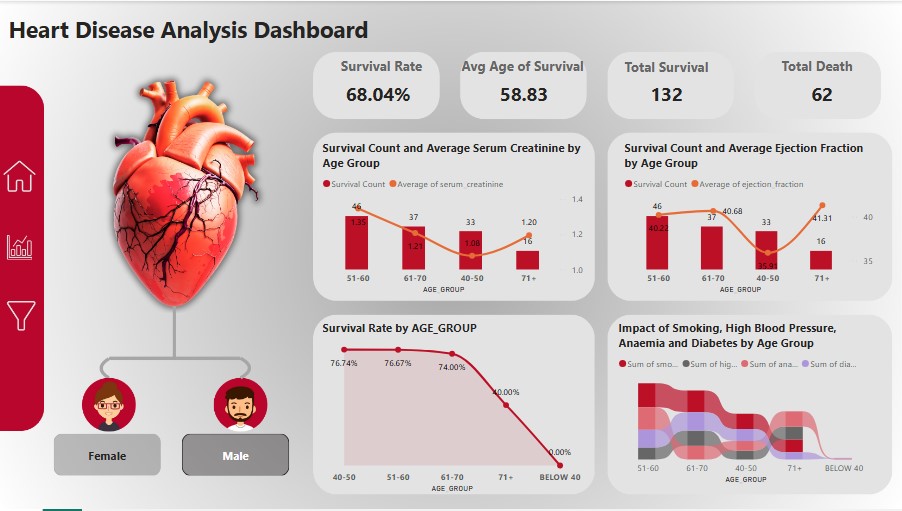 Heart Disease Analysis Dashboard
Survival Rate
68.04%
Avg Age of Survival
58.83
Total Survival
132
Total Death
62
Survival Count and Average Serum Creatinine by
Age Group
Survival Count Average of serum_creatinine
46
1.35
37
1.21
33
1.08
1.20
16
1.4
1.2
1.0
51-60 61-70 40-50 71+
AGE_GROUP
Survival Count and Average Ejection Fraction
by Age Group
Survival Count Average of ejection_fraction
46
40.22
37
40.68
33
35.91
41.31
16
40
35
51-60 61-70 40-50 71+
AGE_GROUP
Survival Rate by AGE_GROUP
76.74% 76.67% 74.00% 40.00% 0.00%
40-50 51-60 61-70 71+ BELOW 40
AGE_GROUP
Impact of Smoking, High Blood Pressure,
Anaemia and Diabetes by Age Group
Sum of smo... Sum of hig... Sum of ana... Sum of dia...
51-60 61-70 40-50 71+ BELOW 40
AGE_GROUP
Female
Male